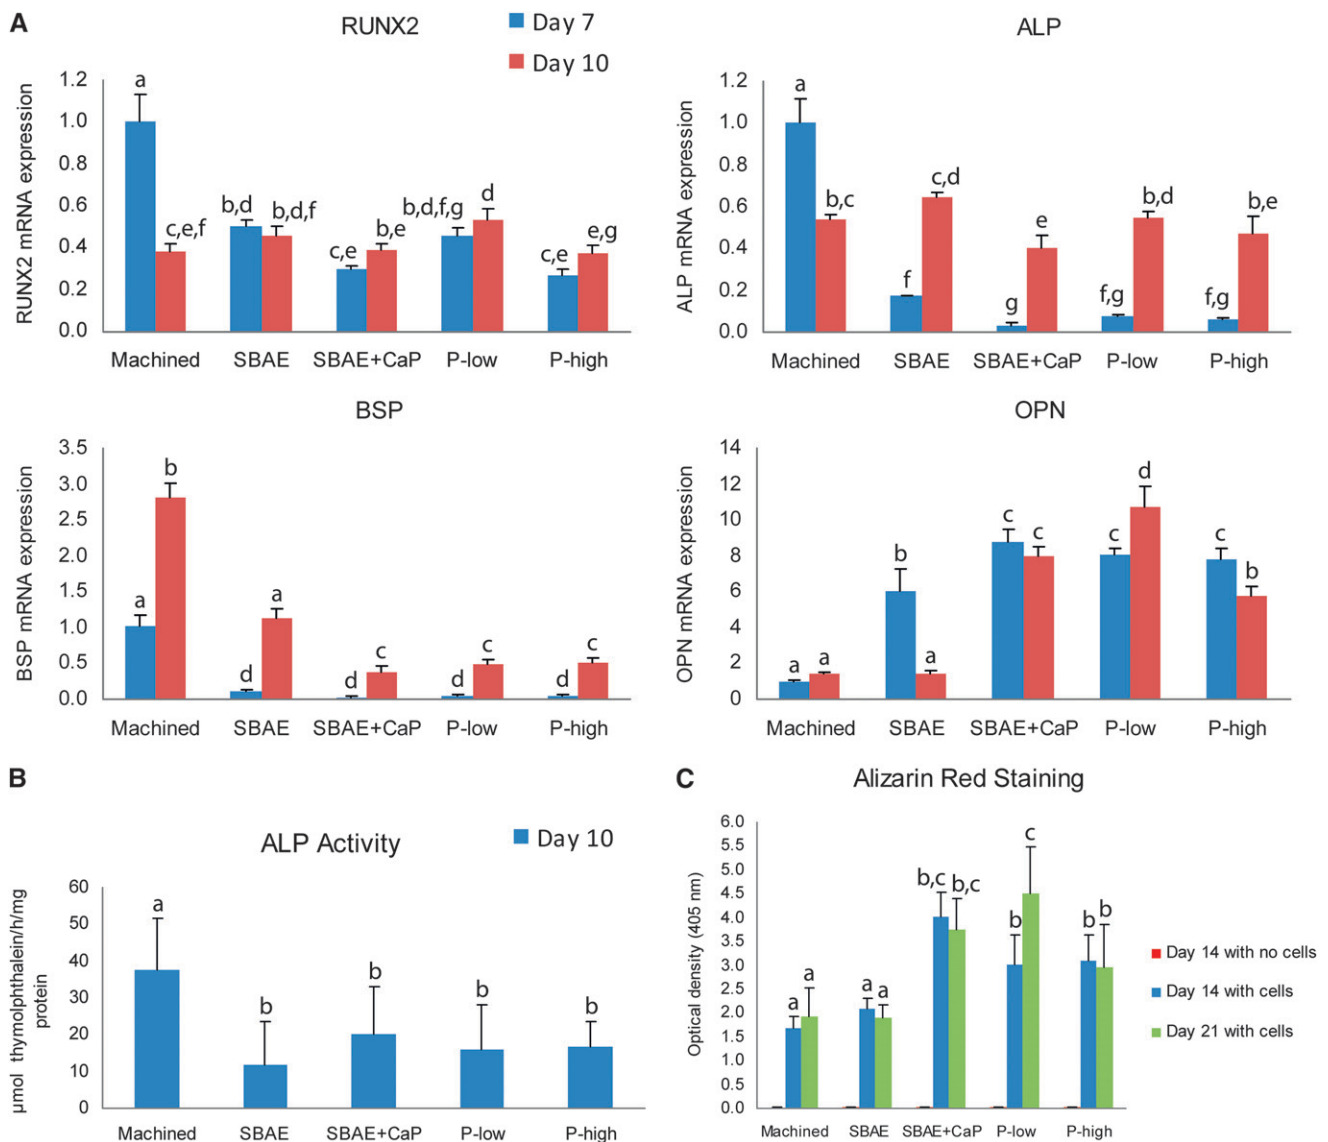 A
RUNX2
Day 7
Day 10
RUNX2 mRNA expression
1.2
1.0
0.8
0.6
0.4
0.2
0.0
a
c,e,f
b,d
b,d,f
c,e
b,e
b,d,f,g
d
c,e
e,g
Machined SBAE SBAE+CaP P-low P-high
ALP
ALP mRNA expression
1.2
1.0
0.8
0.6
0.4
0.2
0.0
a
b,c
f
c,d
g
e
f,g
b,d
f,g
b,e
Machined SBAE SBAE+CaP P-low P-high
BSP
BSP mRNA expression
3.5
3.0
2.5
2.0
1.5
1.0
0.5
0.0
a
b
d
a
d
c
d
c
d
c
Machined SBAE SBAE+CaP P-low P-high
OPN
OPN mRNA expression
14
12
10
8
6
4
2
0
a
a
b
a
c
c
c
d
c
b
Machined SBAE SBAE+CaP P-low P-high
B
ALP Activity
Day 10
µmol thymolphthalein/h/mg
protein
60
50
40
30
20
10
0
a
b
b
b
b
Machined SBAE SBAE+CaP P-low P-high
C
Alizarin Red Staining
Optical density (405 nm)
6.0
5.5
5.0
4.5
4.0
3.5
3.0
2.5
2.0
1.5
1.0
0.5
0.0
a
a
a
a
b,c
b,c
b
c
b
b
Machined SBAE SBAE+CaP P-low P-high
Day 14 with no cells
Day 14 with cells
Day 21 with cells